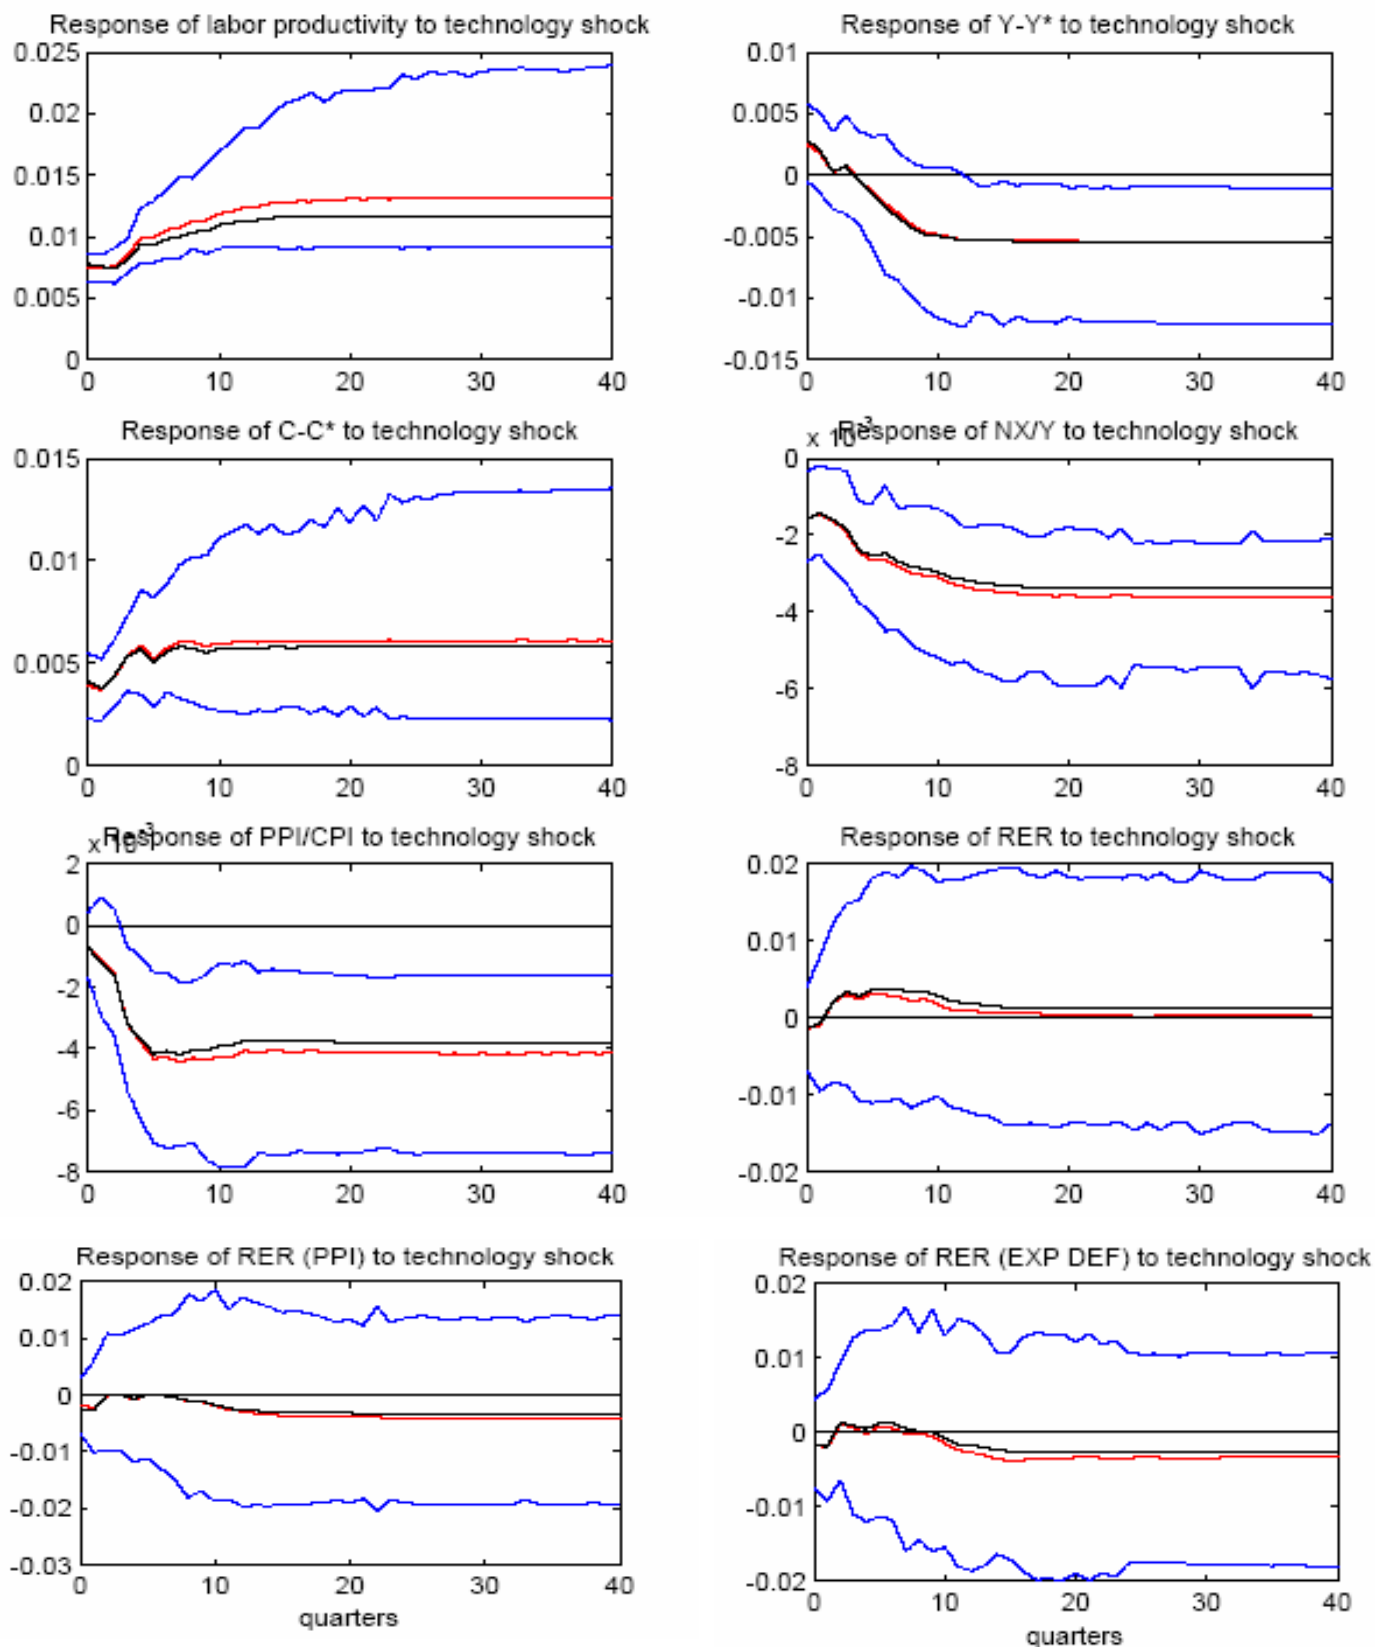 Response of labor productivity to technology shock
0.025
0.02
0.015
0.01
0.005
0
0 10 20 30 40
Response of Y-Y* to technology shock
0.01
0.005
0
-0.005
-0.01
-0.015
0 10 20 30 40
Response of C-C* to technology shock
0.015
0.01
0.005
0
0 10 20 30 40
x 10-3
Response of NX/Y to technology shock
0
-2
-4
-6
-8
0 10 20 30 40
x 10-3
Response of PPI/CPI to technology shock
2
0
-2
-4
-6
-8
0 10 20 30 40
Response of RER to technology shock
0.02
0.01
0
-0.01
-0.02
0 10 20 30 40
Response of RER (PPI) to technology shock
0.02
0.01
0
-0.01
-0.02
-0.03
0 10 20 30 40
quarters
Response of RER (EXP DEF) to technology shock
0.02
0.01
0
-0.01
-0.02
0 10 20 30 40
quarters